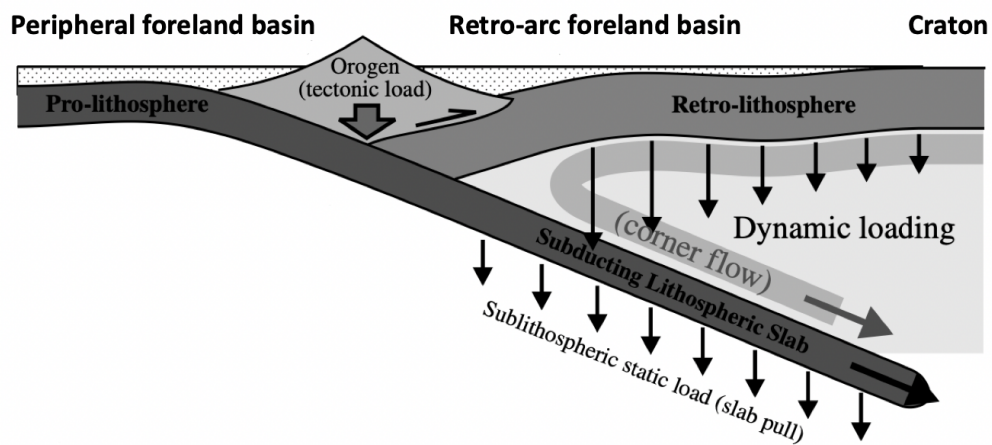 Peripheral foreland basin
Retro-arc foreland basin
Craton
Orogen
(tectonic load)
Pro-lithosphere
Retro-lithosphere
Dynamic loading
(corner flow)
Subducting Lithospheric Slab
Sublithospheric static load (slab pull)